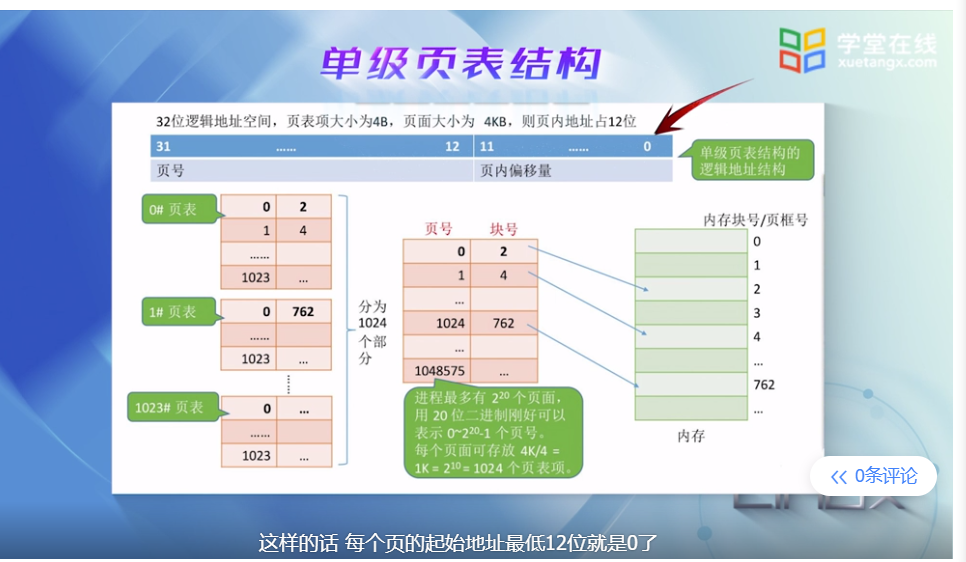 单级页表结构
学堂在线
xuetangx.com
32位逻辑地址空间，页表项大小为4B，页面大小为 4KB，则页内地址占12位
31 …… 12 11 …… 0
页号 页内偏移量
单级页表结构的
逻辑地址结构
0# 页表
0 2
1 4
……
1023 …
1# 页表
0 762
……
1023 …
1023# 页表
0 …
……
1023 …
分为
1024
个部
分
页号 块号
0 2
1 4
…
1024 762
…
1048575 …
进程最多有 2²⁰ 个页面，
用 20 位二进制刚好可以
表示 0~2²⁰-1 个页号。
每个页面可存放 4K/4 =
1K = 2¹⁰ = 1024 个页表项。
内存块号/页框号
0
1
2
3
4
…
762
…
内存
0条评论
这样的话 每个页的起始地址最低12位就是0了